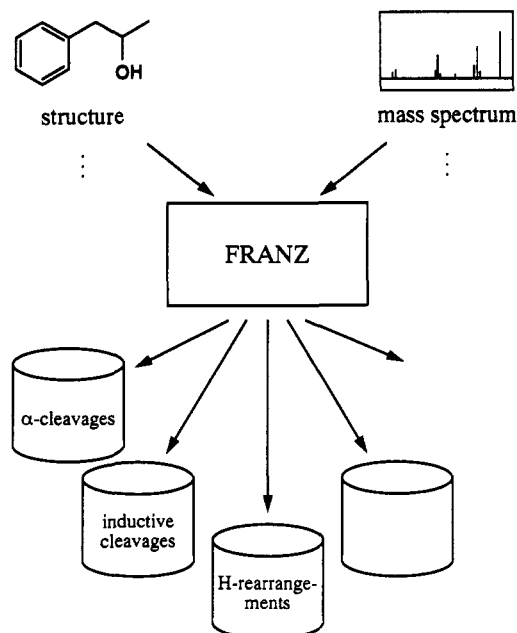 OH
structure
mass spectrum
FRANZ
α-cleavages
inductive
cleavages
H-rearrange-
ments